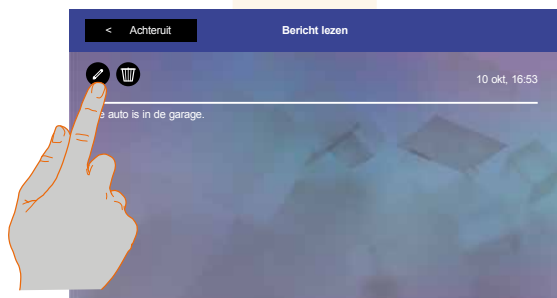 < Achteruit
Bericht lezen
10 okt, 16:53
auto is in de garage.